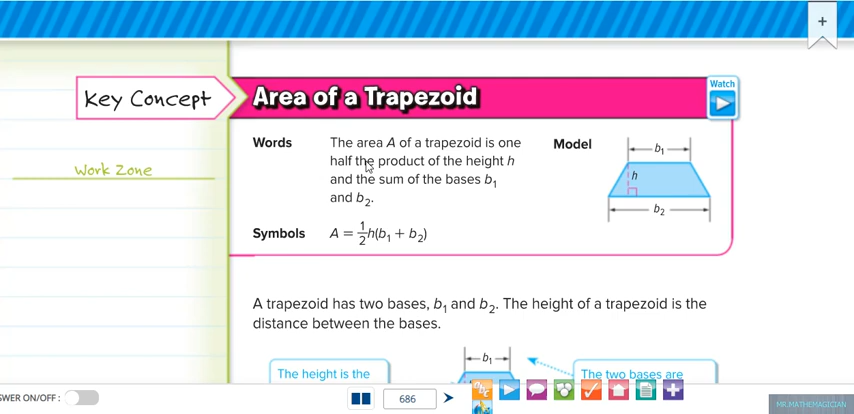 +
Key Concept
Area of a Trapezoid
Watch
Words
The area A of a trapezoid is one
half the product of the height h
and the sum of the bases b₁
and b₂.
Model
b₁
h
b₂
Work Zone
Symbols
A = 1/2 h(b₁ + b₂)
A trapezoid has two bases, b₁ and b₂. The height of a trapezoid is the
distance between the bases.
The height is the
b₁
The two bases are
SWER ON/OFF :
686
MR.MATHEMAGICIAN